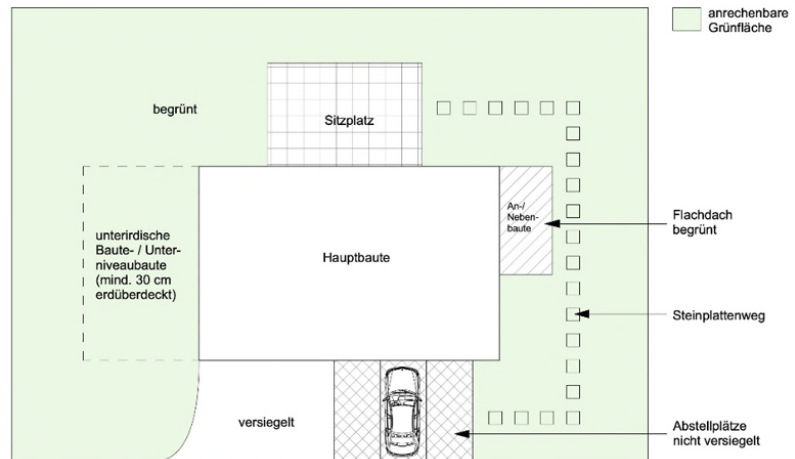 anrechenbare
Grünfläche
begrünt
Sitzplatz
An-/
Neben-
baute
Flachdach
begrünt
unterirdische
Baute- / Unter-
niveaubaute
(mind. 30 cm
erdüberdeckt)
Hauptbaute
Steinplattenweg
versiegelt
Abstellplätze
nicht versiegelt